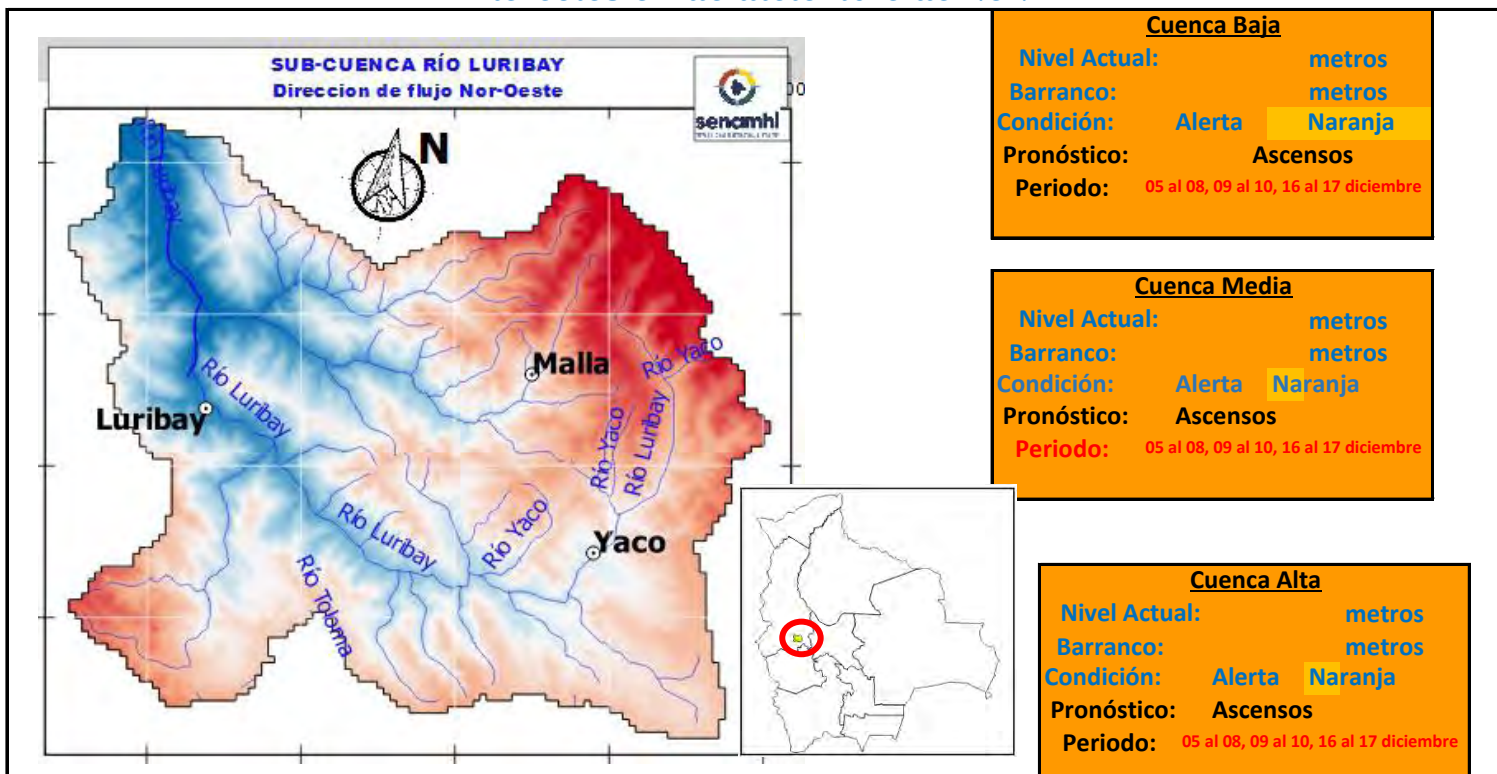 SUB-CUENCA RÍO LURIBAY
Direccion de flujo Nor-Oeste
senamhi
N
Malla
Río Yaco
Río Luribay
Luribay
Río Yaco
Río Luribay
Río Luribay
Río Yaco
Yaco
Río Tolama
Cuenca Baja
Nivel Actual: metros
Barranco: metros
Condición: Alerta Naranja
Pronóstico: Ascensos
Periodo: 05 al 08, 09 al 10, 16 al 17 diciembre
Cuenca Media
Nivel Actual: metros
Barranco: metros
Condición: Alerta Naranja
Pronóstico: Ascensos
Periodo: 05 al 08, 09 al 10, 16 al 17 diciembre
Cuenca Alta
Nivel Actual: metros
Barranco: metros
Condición: Alerta Naranja
Pronóstico: Ascensos
Periodo: 05 al 08, 09 al 10, 16 al 17 diciembre